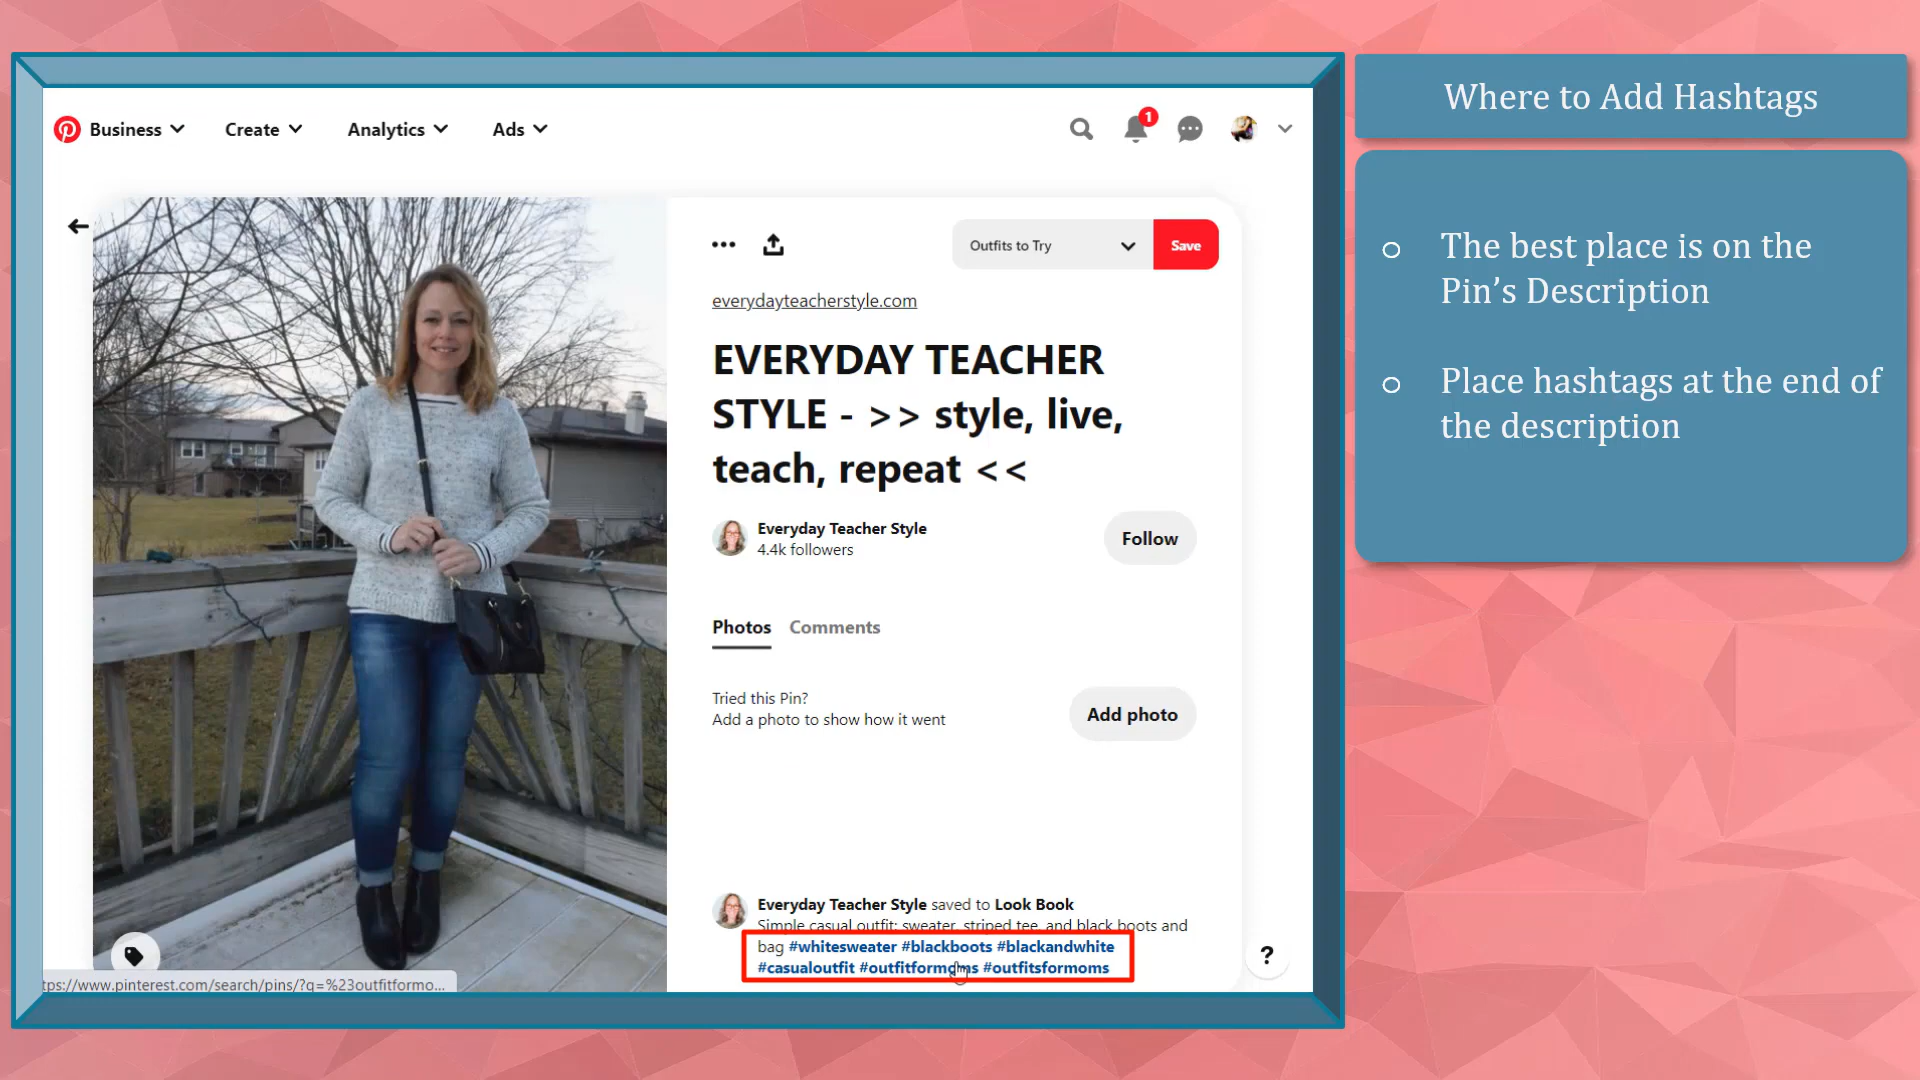 Where to Add Hashtags
Business
Create
Analytics
Ads
1
Outfits to Try
Save
everydayteacherstyle.com
EVERYDAY TEACHER
STYLE - >> style, live,
teach, repeat <<
Everyday Teacher Style
4.4k followers
Follow
Photos
Comments
Tried this Pin?
Add a photo to show how it went
Add photo
Everyday Teacher Style saved to Look Book
Simple casual outfit: sweater, striped tee, and black boots and
bag #whitesweater #blackboots #blackandwhite
#casualoutfit #outfitformoms #outfitsformoms
?
tps://www.pinterest.com/search/pins/?q=%23outfitformo...
The best place is on the
Pin’s Description
Place hashtags at the end of
the description